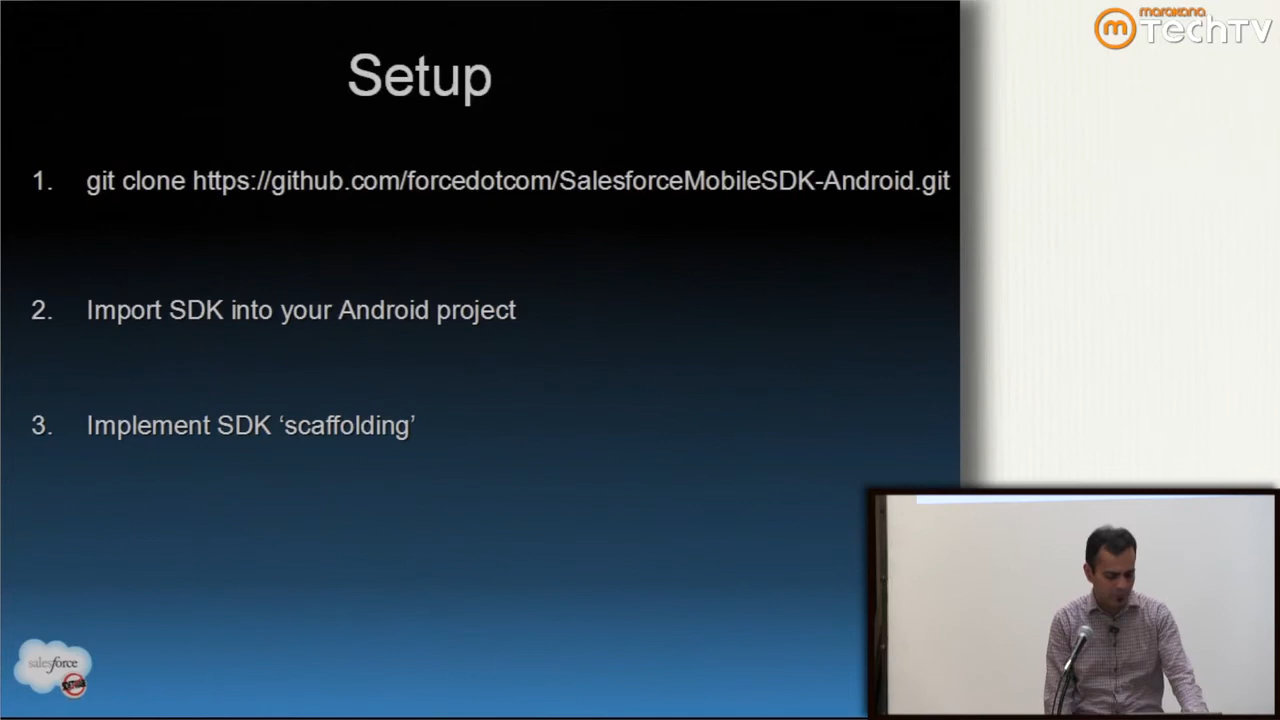 marakana
TechTV
Setup
1. git clone https://github.com/forcedotcom/SalesforceMobileSDK-Android.git
2. Import SDK into your Android project
3. Implement SDK ‘scaffolding’
salesforce